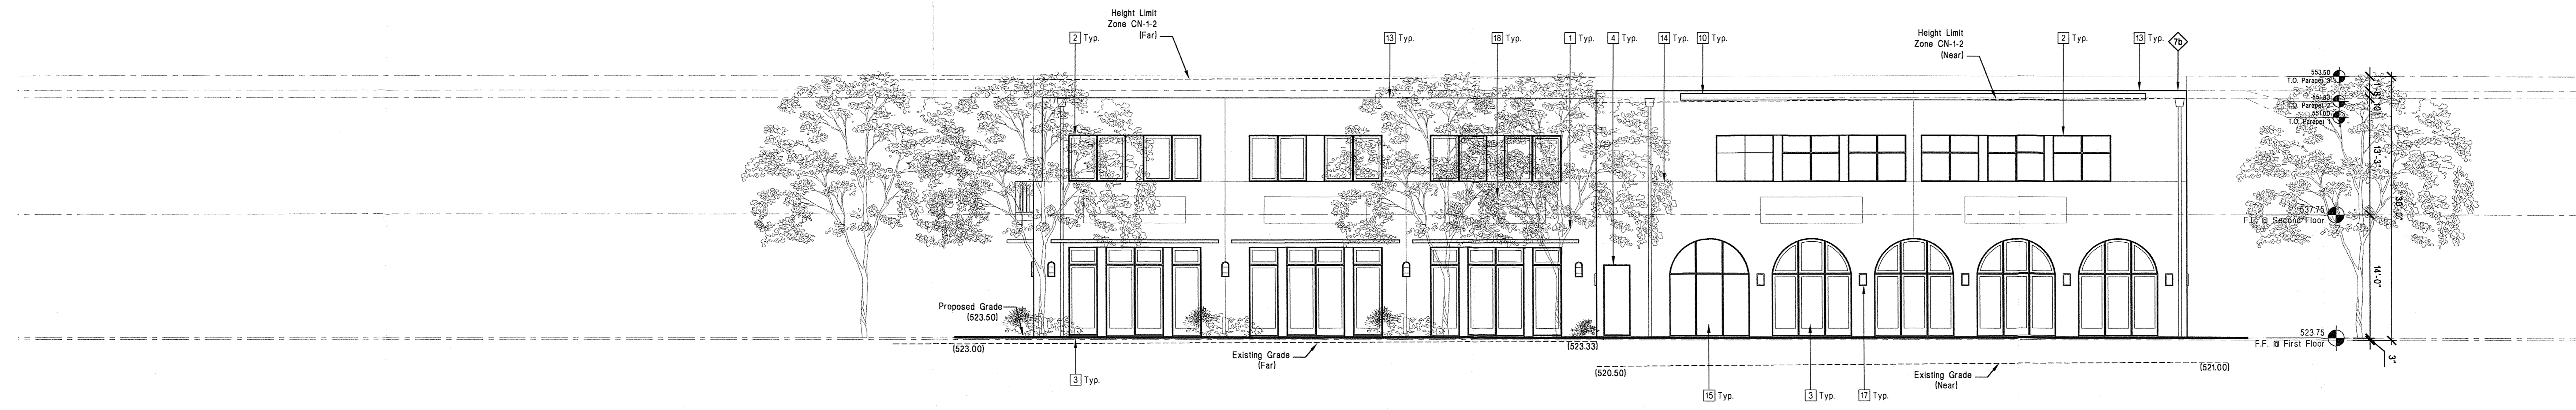 Height Limit
Zone CN-1-2
(Far)
2 Typ.
13 Typ.
18 Typ.
1 Typ.
4 Typ.
14 Typ.
10 Typ.
Height Limit
Zone CN-1-2
(Near)
2 Typ.
13 Typ.
7b
553.50
T.O. Parapet 3
T.O. Parapet 2
551.00
T.O. Parapet 1
13'-3"
30'-0"
537.75
F.F. @ Second Floor
14'-0"
523.75
F.F. @ First Floor
3"
Proposed Grade
(523.50)
(523.00)
Existing Grade
(Far)
(523.33)
(520.50)
Existing Grade
(Near)
(521.00)
3 Typ.
15 Typ.
3 Typ.
17 Typ.